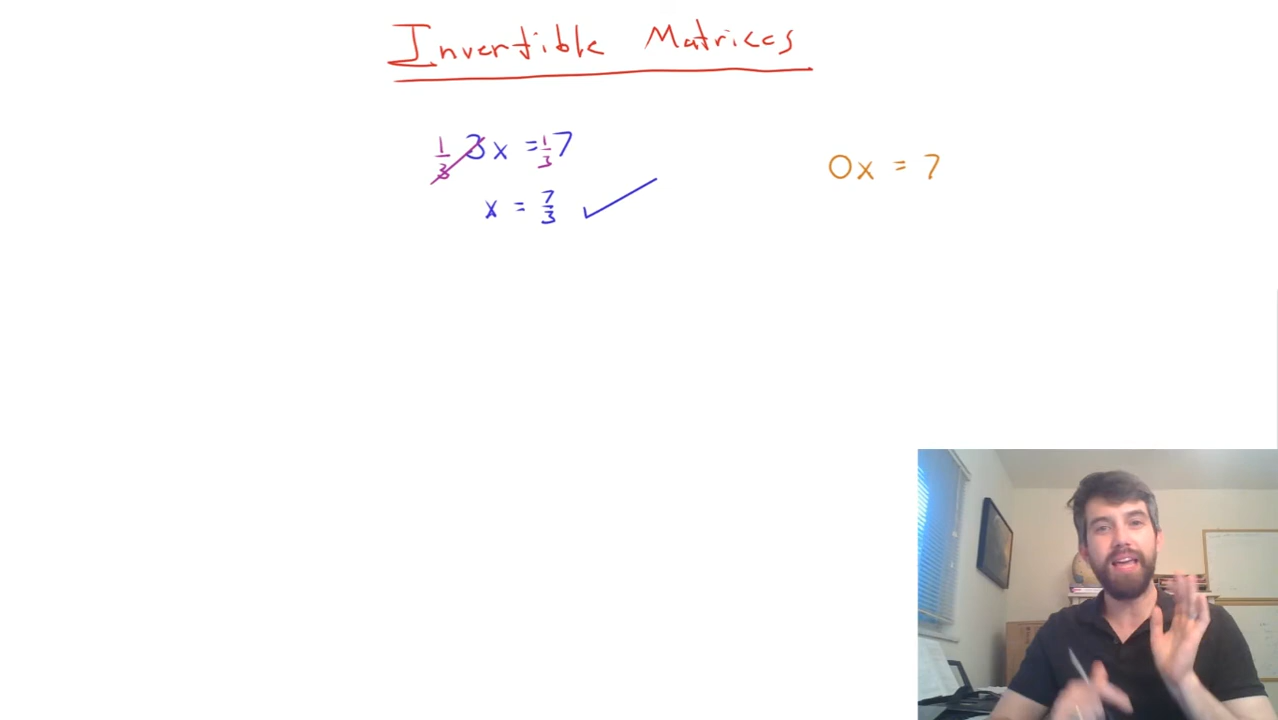 Invertible Matrices
1/3 3x = 1/3 7
x = 7/3 ✓
0x = 7